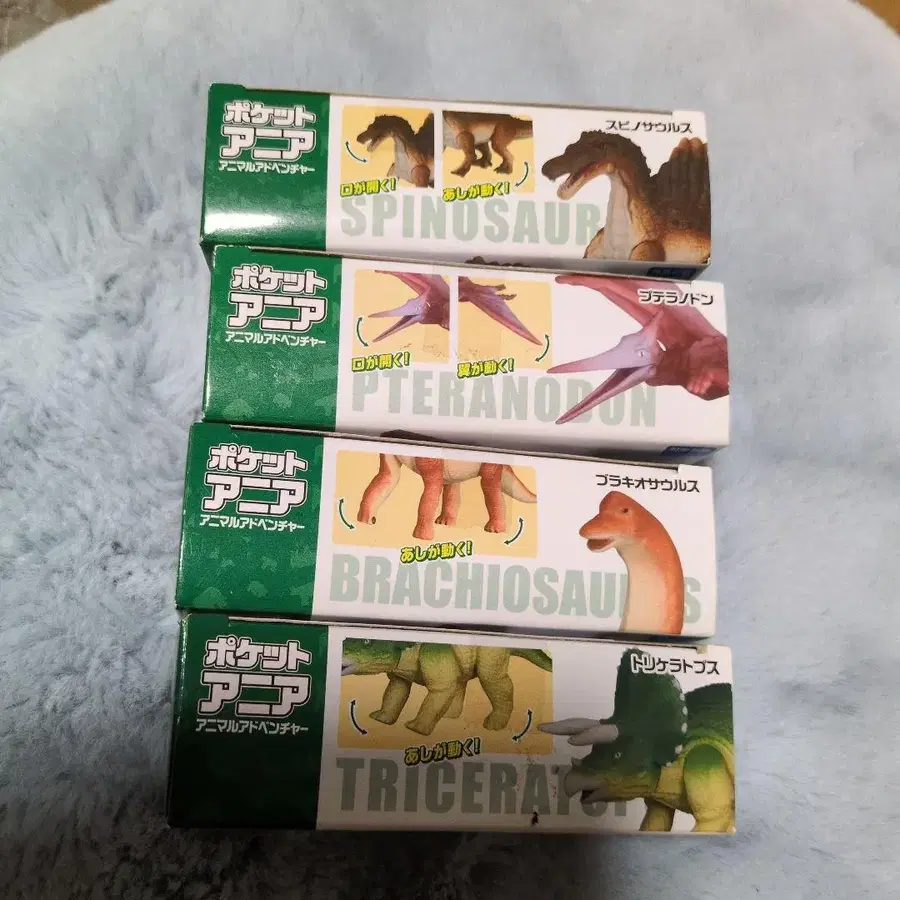 ポケット
アニア
アニマルアドベンチャー
口が開く!
あしが動く!
スピノサウルス
SPINOSAUR
ポケット
アニア
アニマルアドベンチャー
口が開く!
翼が動く!
プテラノドン
PTERANODON
ポケット
アニア
アニマルアドベンチャー
あしが動く!
ブラキオサウルス
BRACHIOSAU S
ポケット
アニア
アニマルアドベンチャー
あしが動く!
トリケラトプス
TRICERATOP